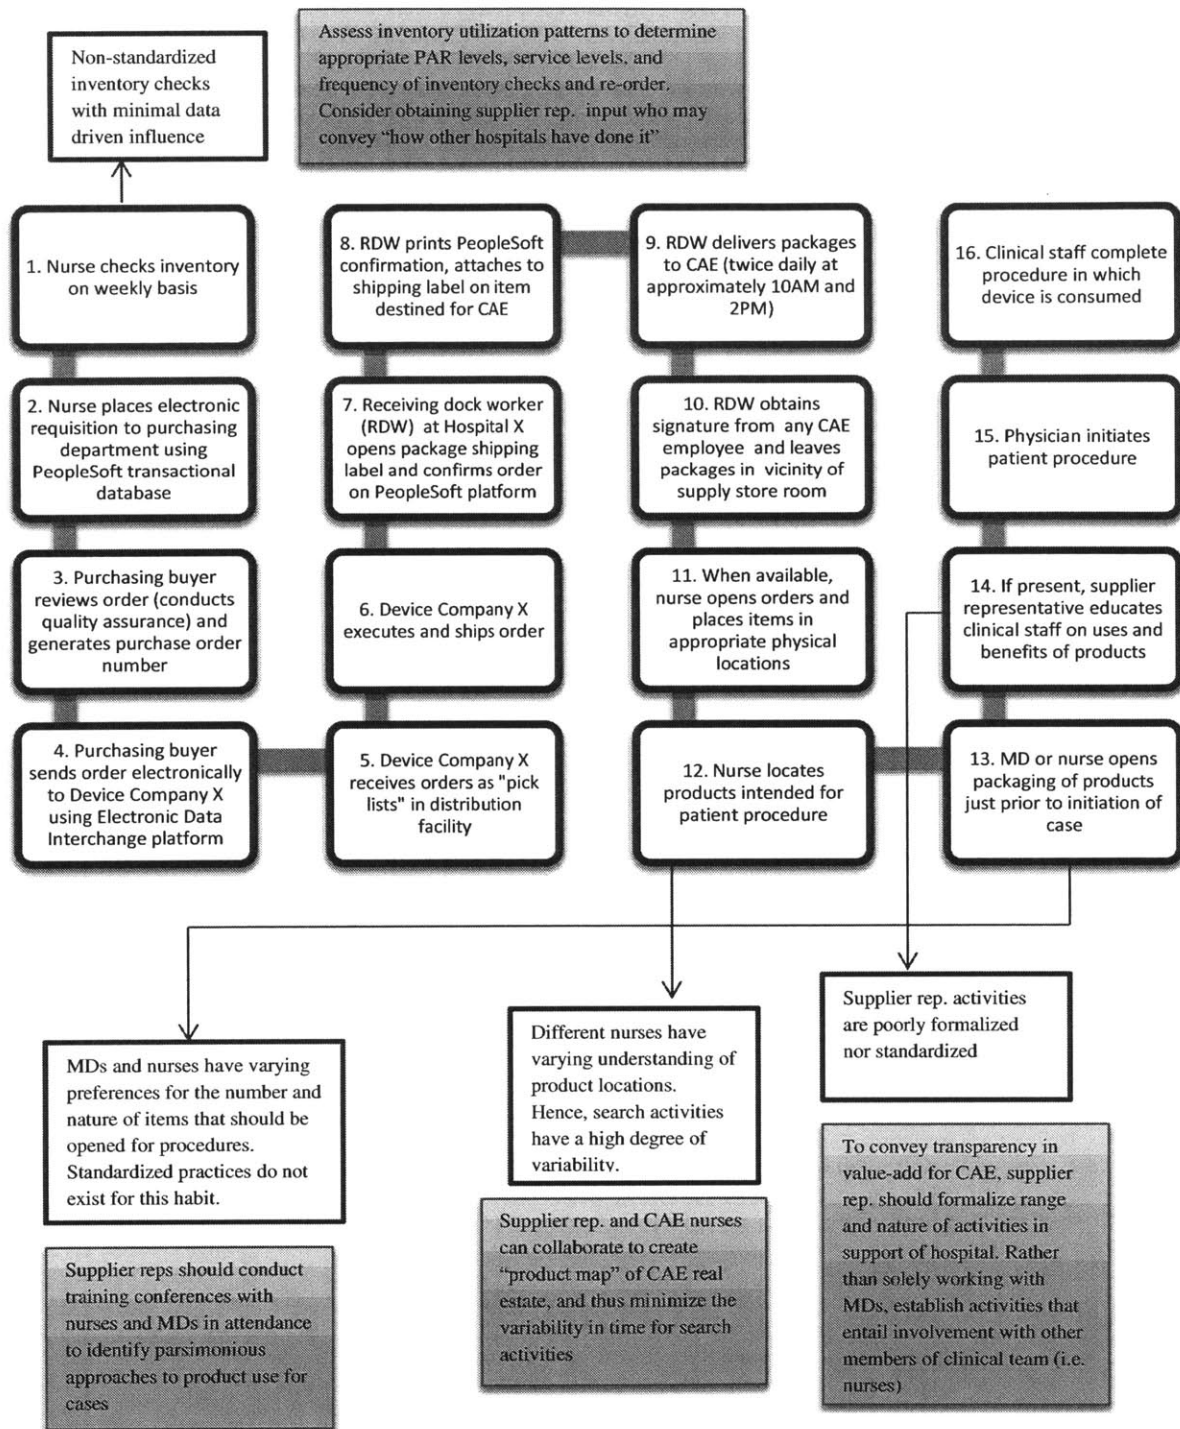 Non-standardized
inventory checks
with minimal data
driven influence
Assess inventory utilization patterns to determine
appropriate PAR levels, service levels, and
frequency of inventory checks and re-order.
Consider obtaining supplier rep. input who may
convey “how other hospitals have done it”
1. Nurse checks inventory
on weekly basis
2. Nurse places electronic
requisition to purchasing
department using
PeopleSoft transactional
database
3. Purchasing buyer
reviews order (conducts
quality assurance) and
generates purchase order
number
4. Purchasing buyer
sends order electronically
to Device Company X
using Electronic Data
Interchange platform
5. Device Company X
receives orders as "pick
lists" in distribution
facility
6. Device Company X
executes and ships order
7. Receiving dock worker
(RDW) at Hospital X
opens package shipping
label and confirms order
on PeopleSoft platform
8. RDW prints PeopleSoft
confirmation, attaches to
shipping label on item
destined for CAE
9. RDW delivers packages
to CAE (twice daily at
approximately 10AM and
2PM)
10. RDW obtains
signature from any CAE
employee and leaves
packages in vicinity of
supply store room
11. When available,
nurse opens orders and
places items in
appropriate physical
locations
12. Nurse locates
products intended for
patient procedure
13. MD or nurse opens
packaging of products
just prior to initiation of
case
14. If present, supplier
representative educates
clinical staff on uses and
benefits of products
15. Physician initiates
patient procedure
16. Clinical staff complete
procedure in which
device is consumed
MDs and nurses have varying
preferences for the number and
nature of items that should be
opened for procedures.
Standardized practices do not
exist for this habit.
Supplier reps should conduct
training conferences with
nurses and MDs in attendance
to identify parsimonious
approaches to product use for
cases
Different nurses have
varying understanding of
product locations.
Hence, search activities
have a high degree of
variability.
Supplier rep. and CAE nurses
can collaborate to create
“product map” of CAE real
estate, and thus minimize the
variability in time for search
activities
Supplier rep. activities
are poorly formalized
nor standardized
To convey transparency in
value-add for CAE, supplier
rep. should formalize range
and nature of activities in
support of hospital. Rather
than solely working with
MDs, establish activities that
entail involvement with other
members of clinical team (i.e.
nurses)